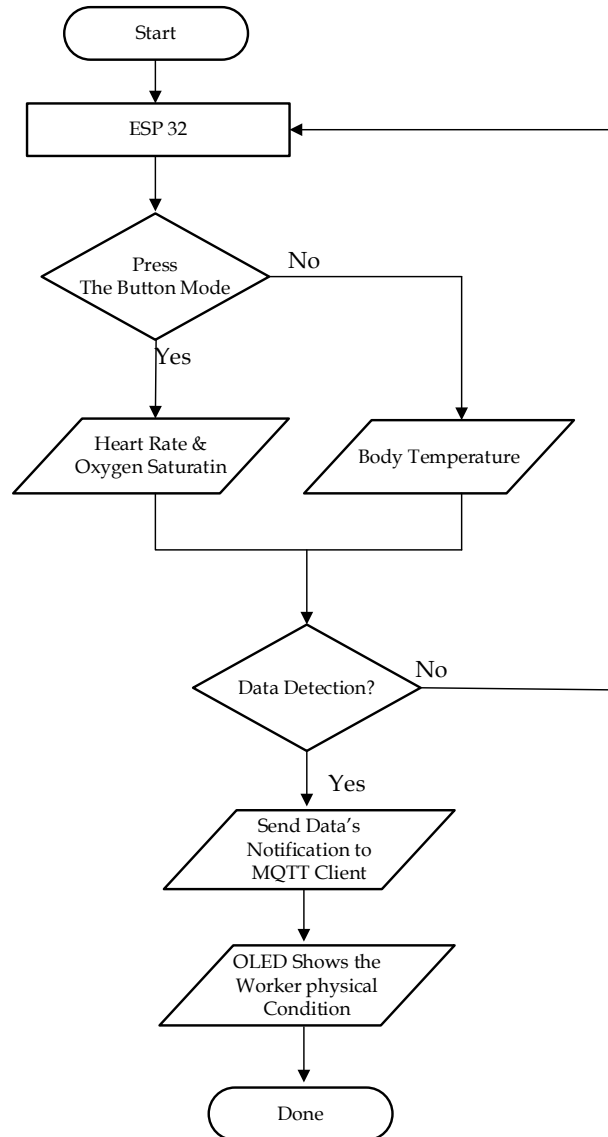 Start
ESP 32
Press
The Button Mode
No
Yes
Heart Rate &
Oxygen Saturatin
Body Temperature
Data Detection?
No
Yes
Send Data’s
Notification to
MQTT Client
OLED Shows the
Worker physical
Condition
Done